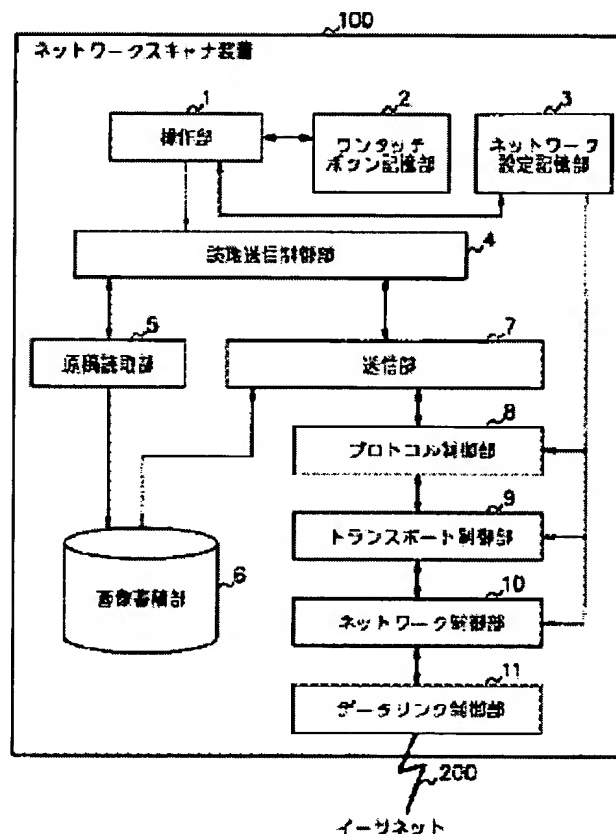 100
ネットワークスキャナ装置
1
操作部
2
ワンタッチ
ボタン記憶部
3
ネットワーク
設定記憶部
読取送信制御部
4
5
原稿読取部
7
送信部
8
プロトコル制御部
9
トランスポート制御部
画像蓄積部
6
10
ネットワーク制御部
11
データリンク制御部
200
イーサネット